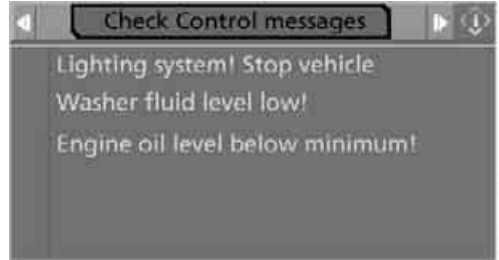 Check Control messages
Lighting system! Stop vehicle
Washer fluid level low!
Engine oil level below minimum!